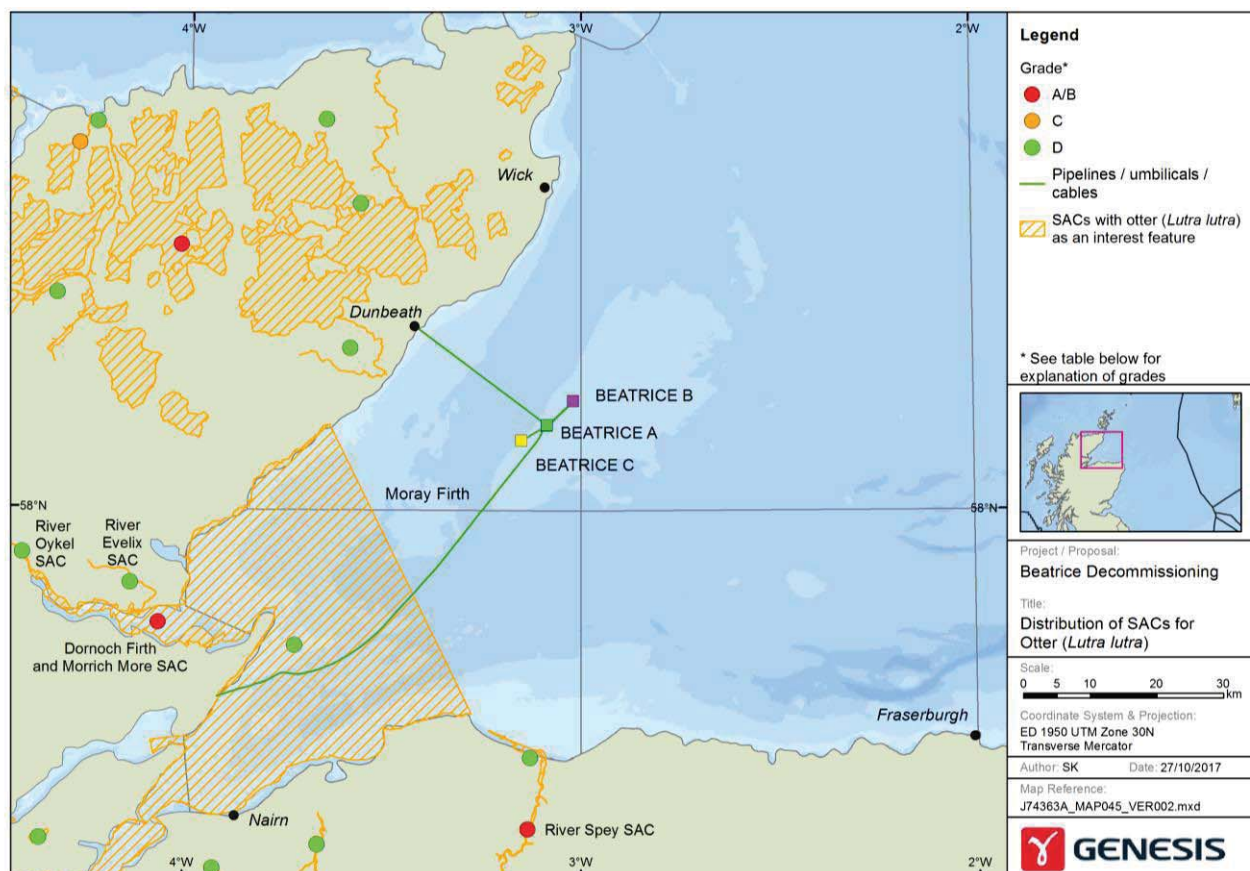 4°W
3°W
2°W
Wick
Dunbeath
BEATRICE B
BEATRICE A
BEATRICE C
Moray Firth
58°N
58°N
River
Oykel
SAC
River
Evelix
SAC
Dornoch Firth
and Morrich More SAC
Fraserburgh
Nairn
River Spey SAC
4°W
3°W
2°W
Legend
Grade*
A/B
C
D
Pipelines / umbilicals /
cables
SACs with otter (Lutra lutra)
as an interest feature
* See table below for
explanation of grades
Project / Proposal:
Beatrice Decommissioning
Title:
Distribution of SACs for
Otter (Lutra lutra)
Scale:
0 5 10 20 30
km
Coordinate System & Projection:
ED 1950 UTM Zone 30N
Transverse Mercator
Author: SK Date: 27/10/2017
Map Reference:
J74363A_MAP045_VER002.mxd
GENESIS